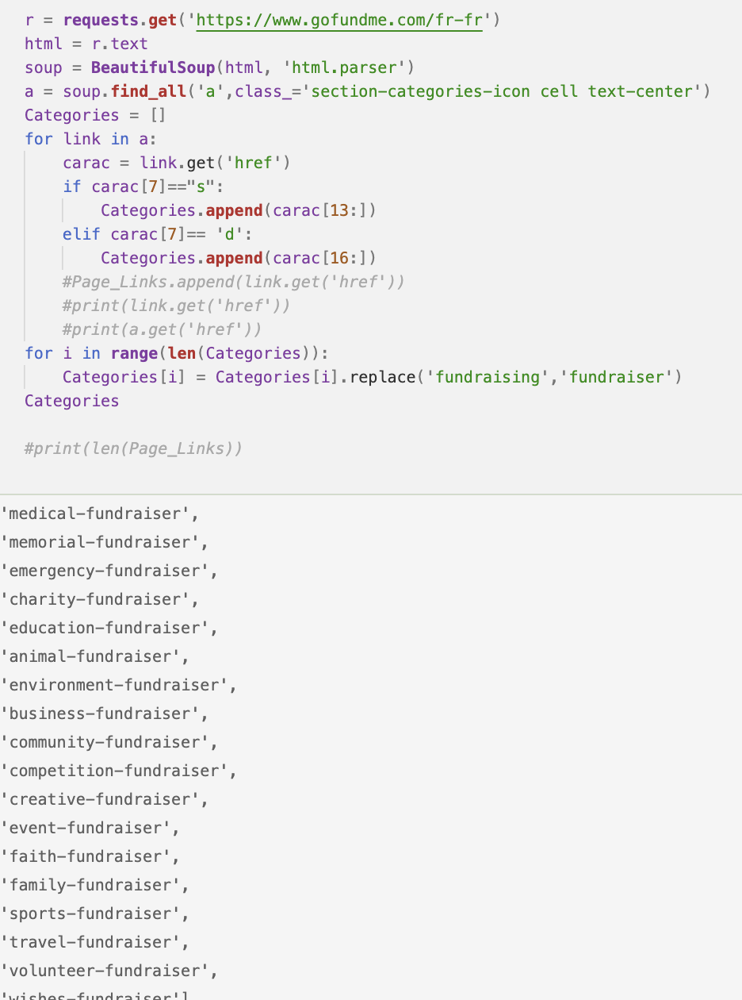 r = requests.get('https://www.gofundme.com/fr-fr')
html = r.text
soup = BeautifulSoup(html, 'html.parser')
a = soup.find_all('a',class_='section-categories-icon cell text-center')
Categories = []
for link in a:
    carac = link.get('href')
    if carac[7]=="s":
        Categories.append(carac[13:])
    elif carac[7]== 'd':
        Categories.append(carac[16:])
    #Page_Links.append(link.get('href'))
    #print(link.get('href'))
    #print(a.get('href'))
for i in range(len(Categories)):
    Categories[i] = Categories[i].replace('fundraising','fundraiser')
Categories

#print(len(Page_Links))

'medical-fundraiser',
'memorial-fundraiser',
'emergency-fundraiser',
'charity-fundraiser',
'education-fundraiser',
'animal-fundraiser',
'environment-fundraiser',
'business-fundraiser',
'community-fundraiser',
'competition-fundraiser',
'creative-fundraiser',
'event-fundraiser',
'faith-fundraiser',
'family-fundraiser',
'sports-fundraiser',
'travel-fundraiser',
'volunteer-fundraiser',
'wishes-fundraiser']